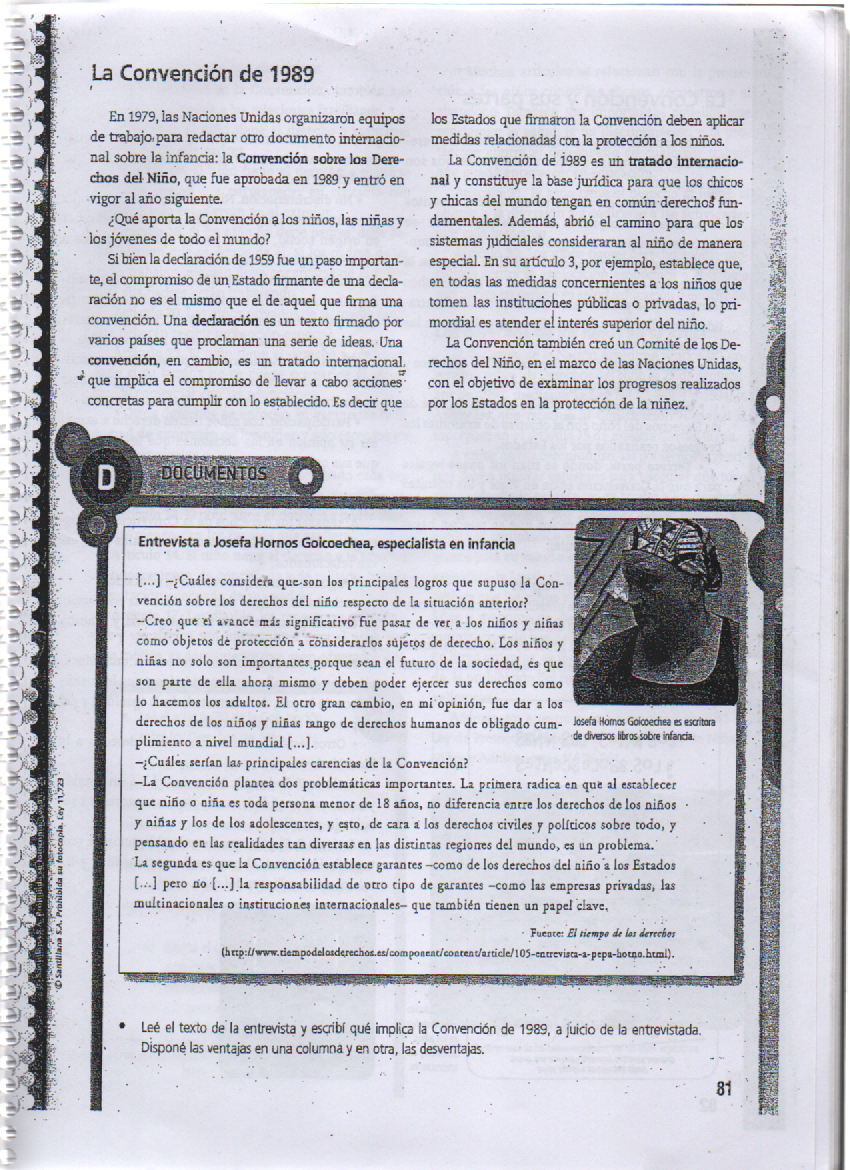 La Convención de 1989
En 1979, las Naciones Unidas organizaron equipos
de trabajo para redactar otro documento internacio-
nal sobre la infancia: la Convención sobre los Dere-
chos del Niño, que fue aprobada en 1989 y entró en
vigor al año siguiente.
¿Qué aporta la Convención a los niños, las niñas y
los jóvenes de todo el mundo?
Si bien la declaración de 1959 fue un paso importan-
te, el compromiso de un Estado firmante de una decla-
ración no es el mismo que el de aquel que firma una
convención. Una declaración es un texto firmado por
varios países que proclaman una serie de ideas. Una
convención, en cambio, es un tratado internacional,
que implica el compromiso de llevar a cabo acciones
concretas para cumplir con lo establecido. Es decir que
los Estados que firmaron la Convención deben aplicar
medidas relacionadas con la protección a los niños.
La Convención de 1989 es un tratado internacio-
nal y constituye la base jurídica para que los chicos
y chicas del mundo tengan en común derechos fun-
damentales. Además, abrió el camino para que los
sistemas judiciales consideraran al niño de manera
especial. En su artículo 3, por ejemplo, establece que,
en todas las medidas concernientes a los niños que
tomen las instituciones públicas o privadas, lo pri-
mordial es atender el interés superior del niño.
La Convención también creó un Comité de los De-
rechos del Niño, en el marco de las Naciones Unidas,
con el objetivo de examinar los progresos realizados
por los Estados en la protección de la niñez.
D DOCUMENTOS
Entrevista a Josefa Hornos Goicoechea, especialista en infancia
[...] –¿Cuáles considera que son los principales logros que supuso la Con-
vención sobre los derechos del niño respecto de la situación anterior?
–Creo que el avance más significativo fue pasar de ver a los niños y niñas
como objetos de protección a considerarlos sujetos de derecho. Los niños y
niñas no solo son importantes porque sean el futuro de la sociedad, es que
son parte de ella ahora mismo y deben poder ejercer sus derechos como
lo hacemos los adultos. El otro gran cambio, en mi opinión, fue dar a los
derechos de los niños y niñas rango de derechos humanos de obligado cum-
plimiento a nivel mundial [...].
–¿Cuáles serían las principales carencias de la Convención?
–La Convención plantea dos problemáticas importantes. La primera radica en que al establecer
que niño o niña es toda persona menor de 18 años, no diferencia entre los derechos de los niños
y niñas y los de los adolescentes, y esto, de cara a los derechos civiles y políticos sobre todo, y
pensando en las realidades tan diversas en las distintas regiones del mundo, es un problema.
La segunda es que la Convención establece garantes –como de los derechos del niño a los Estados
[...] pero no [...] la responsabilidad de otro tipo de garantes –como las empresas privadas, las
multinacionales o instituciones internacionales– que también tienen un papel clave.
Fuente: El tiempo de los derechos
(http://www.tiempodelosderechos.es/component/content/article/105-entrevista-a-pepa-horno.html).
Josefa Hornos Goicoechea es escritora
de diversos libros sobre infancia.
• Leé el texto de la entrevista y escribí qué implica la Convención de 1989, a juicio de la entrevistada.
Disponé las ventajas en una columna y en otra, las desventajas.
© Santillana S.A. Prohibida su fotocopia. Ley 11.723
81